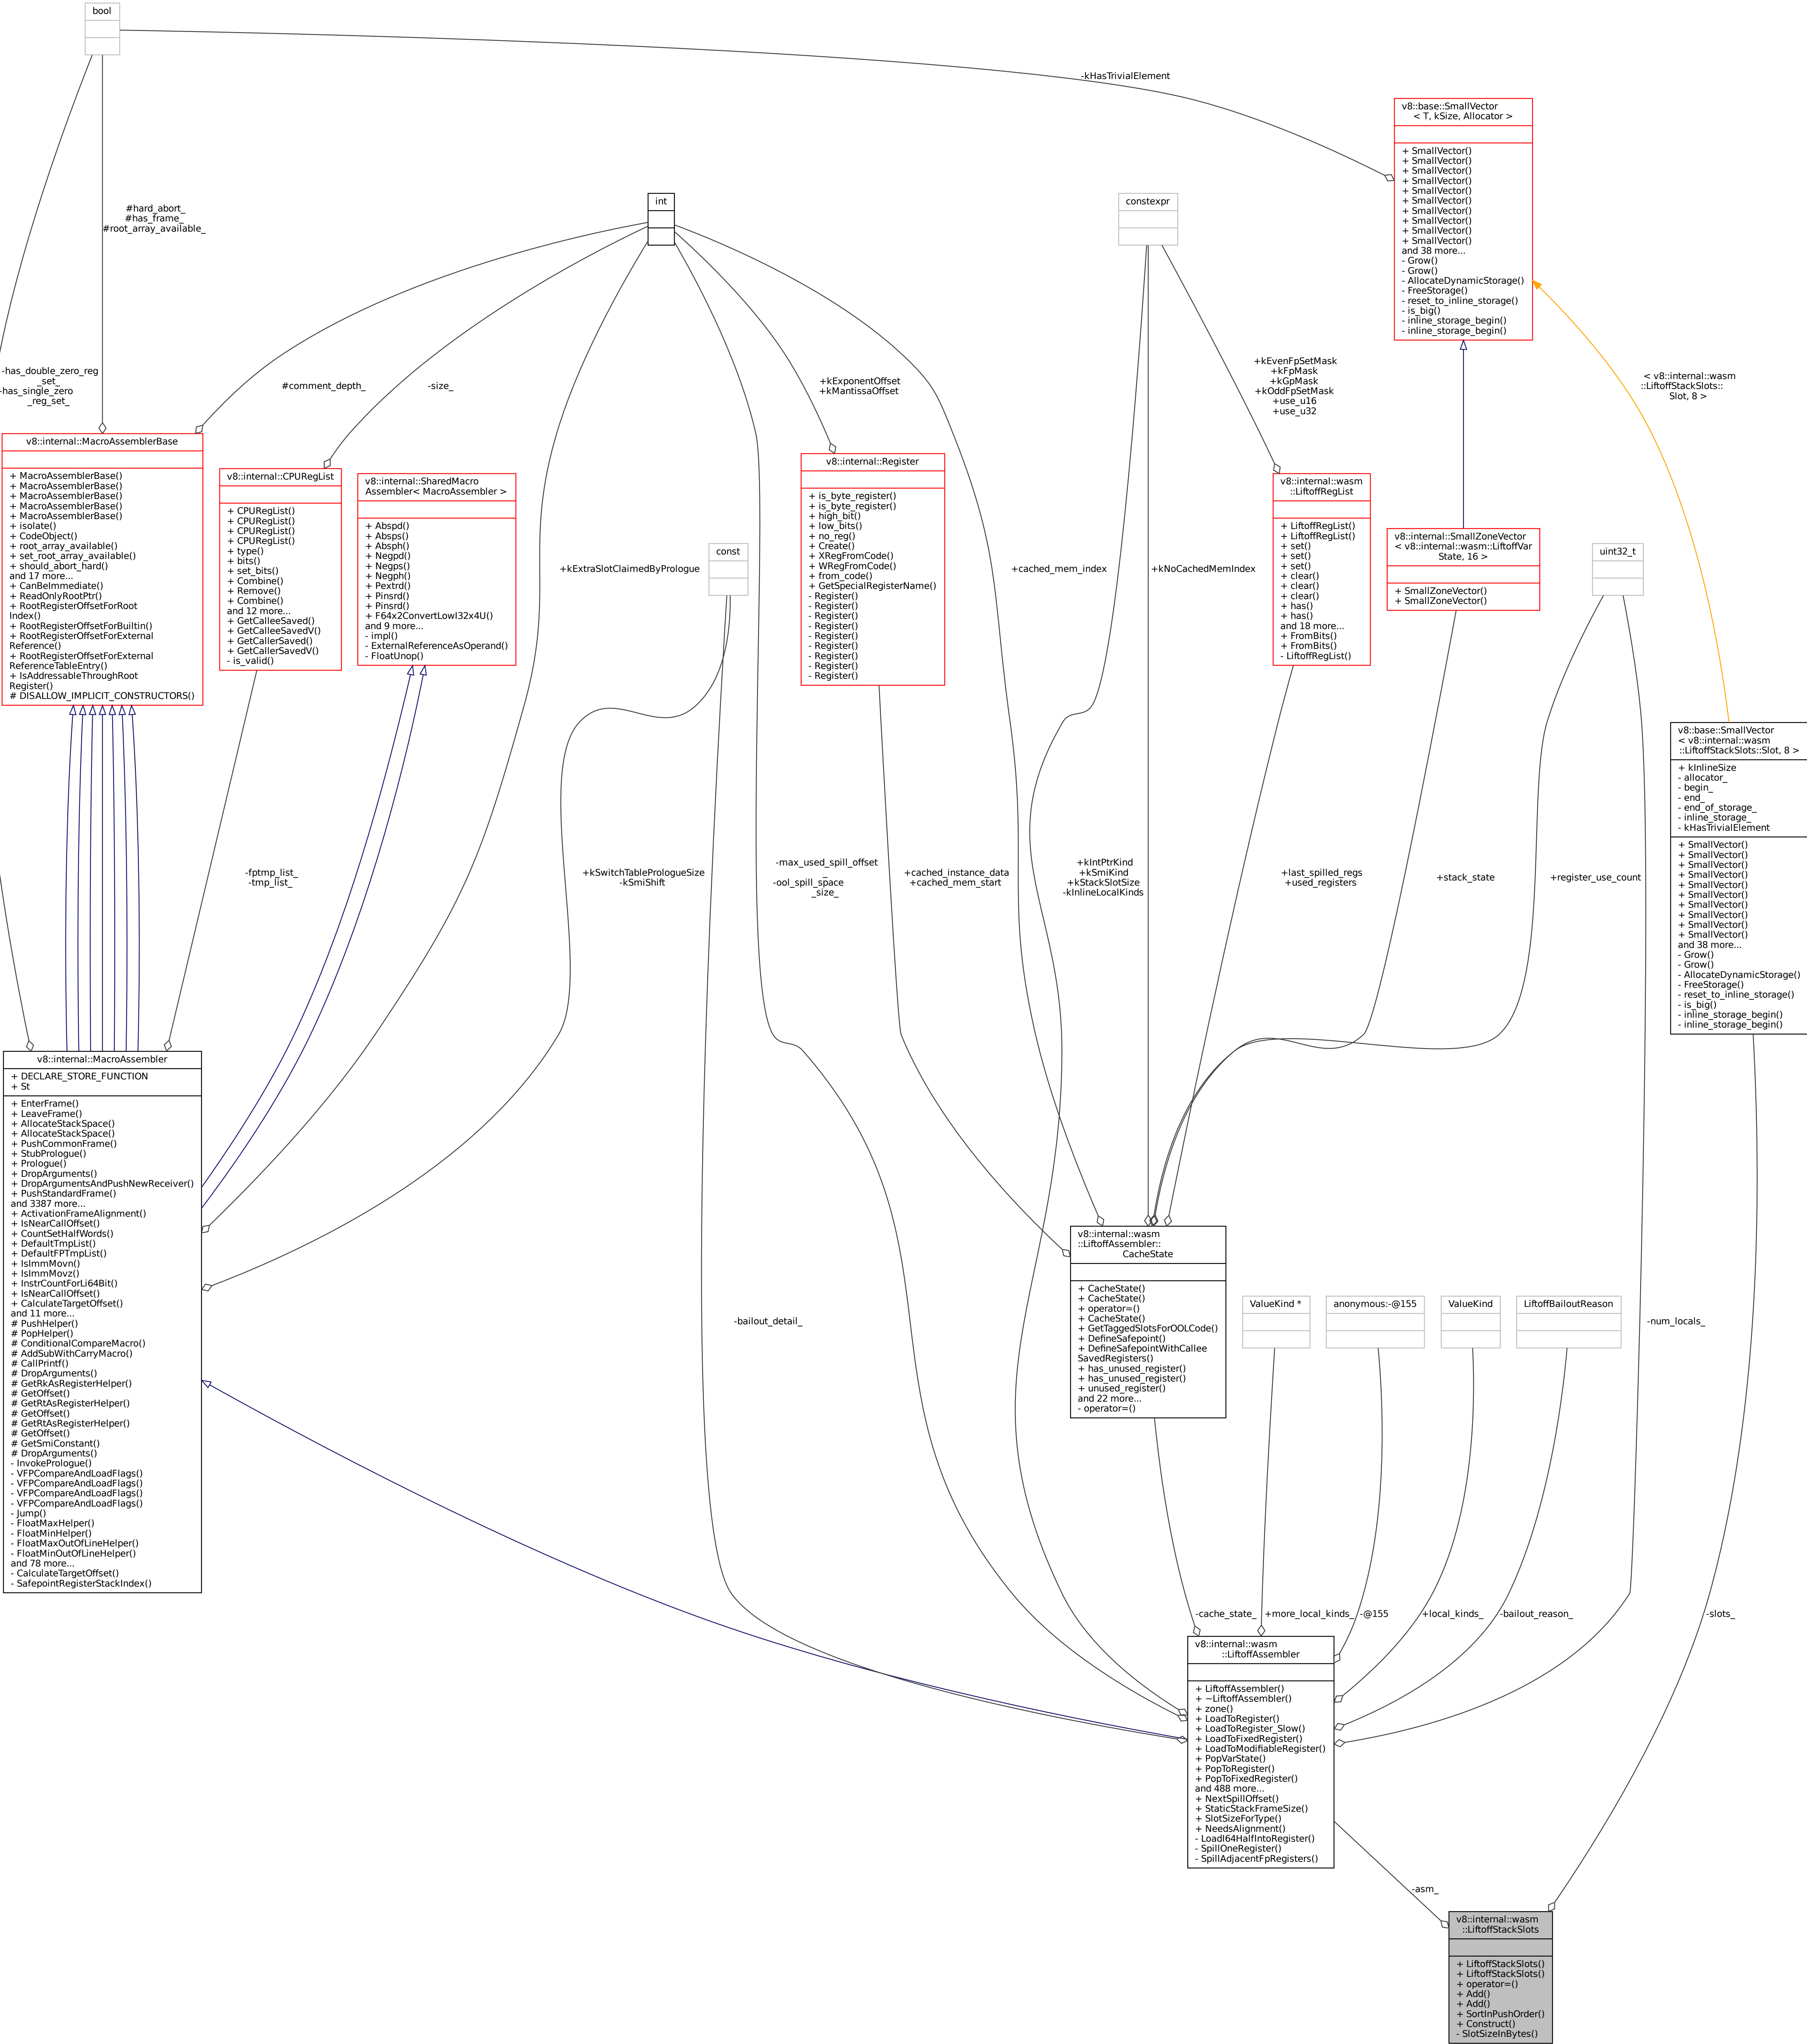 bool
-kHasTrivialElement
v8::base::SmallVector
< T, kSize, Allocator >
+ SmallVector()
+ SmallVector()
+ SmallVector()
+ SmallVector()
+ SmallVector()
+ SmallVector()
+ SmallVector()
+ SmallVector()
+ SmallVector()
+ SmallVector()
and 38 more...
- Grow()
- Grow()
- AllocateDynamicStorage()
- FreeStorage()
- reset_to_inline_storage()
- is_big()
- inline_storage_begin()
- inline_storage_begin()
#hard_abort_
#has_frame_
#root_array_available_
int
constexpr
-has_double_zero_reg
_set_
-has_single_zero
_reg_set_
#comment_depth_
-size_
+kExponentOffset
+kMantissaOffset
+kEvenFpSetMask
+kFpMask
+kGpMask
+kOddFpSetMask
+use_u16
+use_u32
< v8::internal::wasm
::LiftoffStackSlots::
Slot, 8 >
v8::internal::MacroAssemblerBase
+ MacroAssemblerBase()
+ MacroAssemblerBase()
+ MacroAssemblerBase()
+ MacroAssemblerBase()
+ MacroAssemblerBase()
+ isolate()
+ CodeObject()
+ root_array_available()
+ set_root_array_available()
+ should_abort_hard()
and 17 more...
+ CanBeImmediate()
+ ReadOnlyRootPtr()
+ RootRegisterOffsetForRoot
Index()
+ RootRegisterOffsetForBuiltin()
+ RootRegisterOffsetForExternal
Reference()
+ RootRegisterOffsetForExternal
ReferenceTableEntry()
+ IsAddressableThroughRoot
Register()
# DISALLOW_IMPLICIT_CONSTRUCTORS()
v8::internal::CPURegList
+ CPURegList()
+ CPURegList()
+ CPURegList()
+ CPURegList()
+ type()
+ bits()
+ set_bits()
+ Combine()
+ Remove()
+ Combine()
and 12 more...
+ GetCalleeSaved()
+ GetCalleeSavedV()
+ GetCallerSaved()
+ GetCallerSavedV()
- is_valid()
v8::internal::SharedMacro
Assembler< MacroAssembler >
+ Abspd()
+ Absps()
+ Absph()
+ Negpd()
+ Negps()
+ Negph()
+ Pextrd()
+ Pinsrd()
+ Pinsrd()
+ F64x2ConvertLowI32x4U()
and 9 more...
- impl()
- ExternalReferenceAsOperand()
- FloatUnop()
+kExtraSlotClaimedByPrologue
const
v8::internal::Register
+ is_byte_register()
+ is_byte_register()
+ high_bit()
+ low_bits()
+ no_reg()
+ Create()
+ XRegFromCode()
+ WRegFromCode()
+ from_code()
+ GetSpecialRegisterName()
- Register()
- Register()
- Register()
- Register()
- Register()
- Register()
- Register()
- Register()
- Register()
+cached_mem_index
+kNoCachedMemIndex
v8::internal::wasm
::LiftoffRegList
+ LiftoffRegList()
+ LiftoffRegList()
+ set()
+ set()
+ set()
+ clear()
+ clear()
+ clear()
+ has()
+ has()
and 18 more...
+ FromBits()
+ FromBits()
- LiftoffRegList()
v8::internal::SmallZoneVector
< v8::internal::wasm::LiftoffVar
State, 16 >
+ SmallZoneVector()
+ SmallZoneVector()
uint32_t
v8::base::SmallVector
< v8::internal::wasm
::LiftoffStackSlots::Slot, 8 >
+ kInlineSize
- allocator_
- begin_
- end_
- end_of_storage_
- inline_storage_
- kHasTrivialElement
+ SmallVector()
+ SmallVector()
+ SmallVector()
+ SmallVector()
+ SmallVector()
+ SmallVector()
+ SmallVector()
+ SmallVector()
+ SmallVector()
+ SmallVector()
and 38 more...
- Grow()
- Grow()
- AllocateDynamicStorage()
- FreeStorage()
- reset_to_inline_storage()
- is_big()
- inline_storage_begin()
- inline_storage_begin()
-fptmp_list_
-tmp_list_
+kSwitchTablePrologueSize
-kSmiShift
-max_used_spill_offset
_
-ool_spill_space
_size_
+cached_instance_data
+cached_mem_start
+kIntPtrKind
+kSmiKind
+kStackSlotSize
-kInlineLocalKinds
+last_spilled_regs
+used_registers
+stack_state
+register_use_count
v8::internal::MacroAssembler
+ DECLARE_STORE_FUNCTION
+ St
+ EnterFrame()
+ LeaveFrame()
+ AllocateStackSpace()
+ AllocateStackSpace()
+ PushCommonFrame()
+ StubPrologue()
+ Prologue()
+ DropArguments()
+ DropArgumentsAndPushNewReceiver()
+ PushStandardFrame()
and 3387 more...
+ ActivationFrameAlignment()
+ IsNearCallOffset()
+ CountSetHalfWords()
+ DefaultTmpList()
+ DefaultFPTmpList()
+ IsImmMovn()
+ IsImmMovz()
+ InstrCountForLi64Bit()
+ IsNearCallOffset()
+ CalculateTargetOffset()
and 11 more...
# PushHelper()
# PopHelper()
# ConditionalCompareMacro()
# AddSubWithCarryMacro()
# CallPrintf()
# DropArguments()
# GetRkAsRegisterHelper()
# GetOffset()
# GetRtAsRegisterHelper()
# GetOffset()
# GetRtAsRegisterHelper()
# GetOffset()
# GetSmiConstant()
# DropArguments()
- InvokePrologue()
- VFPCompareAndLoadFlags()
- VFPCompareAndLoadFlags()
- VFPCompareAndLoadFlags()
- VFPCompareAndLoadFlags()
- Jump()
- FloatMaxHelper()
- FloatMinHelper()
- FloatMaxOutOfLineHelper()
- FloatMinOutOfLineHelper()
and 78 more...
- CalculateTargetOffset()
- SafepointRegisterStackIndex()
v8::internal::wasm
::LiftoffAssembler::
CacheState
+ CacheState()
+ CacheState()
+ operator=()
+ CacheState()
+ GetTaggedSlotsForOOLCode()
+ DefineSafepoint()
+ DefineSafepointWithCallee
SavedRegisters()
+ has_unused_register()
+ has_unused_register()
+ unused_register()
and 22 more...
- operator=()
ValueKind *
anonymous:-@155
ValueKind
LiftoffBailoutReason
-bailout_detail_
-num_locals_
-cache_state_
+more_local_kinds_
-@155
+local_kinds_
-bailout_reason_
-slots_
v8::internal::wasm
::LiftoffAssembler
+ LiftoffAssembler()
+ ~LiftoffAssembler()
+ zone()
+ LoadToRegister()
+ LoadToRegister_Slow()
+ LoadToFixedRegister()
+ LoadToModifiableRegister()
+ PopVarState()
+ PopToRegister()
+ PopToFixedRegister()
and 488 more...
+ NextSpillOffset()
+ StaticStackFrameSize()
+ SlotSizeForType()
+ NeedsAlignment()
- LoadI64HalfIntoRegister()
- SpillOneRegister()
- SpillAdjacentFpRegisters()
-asm_
v8::internal::wasm
::LiftoffStackSlots
+ LiftoffStackSlots()
+ LiftoffStackSlots()
+ operator=()
+ Add()
+ Add()
+ SortInPushOrder()
+ Construct()
- SlotSizeInBytes()